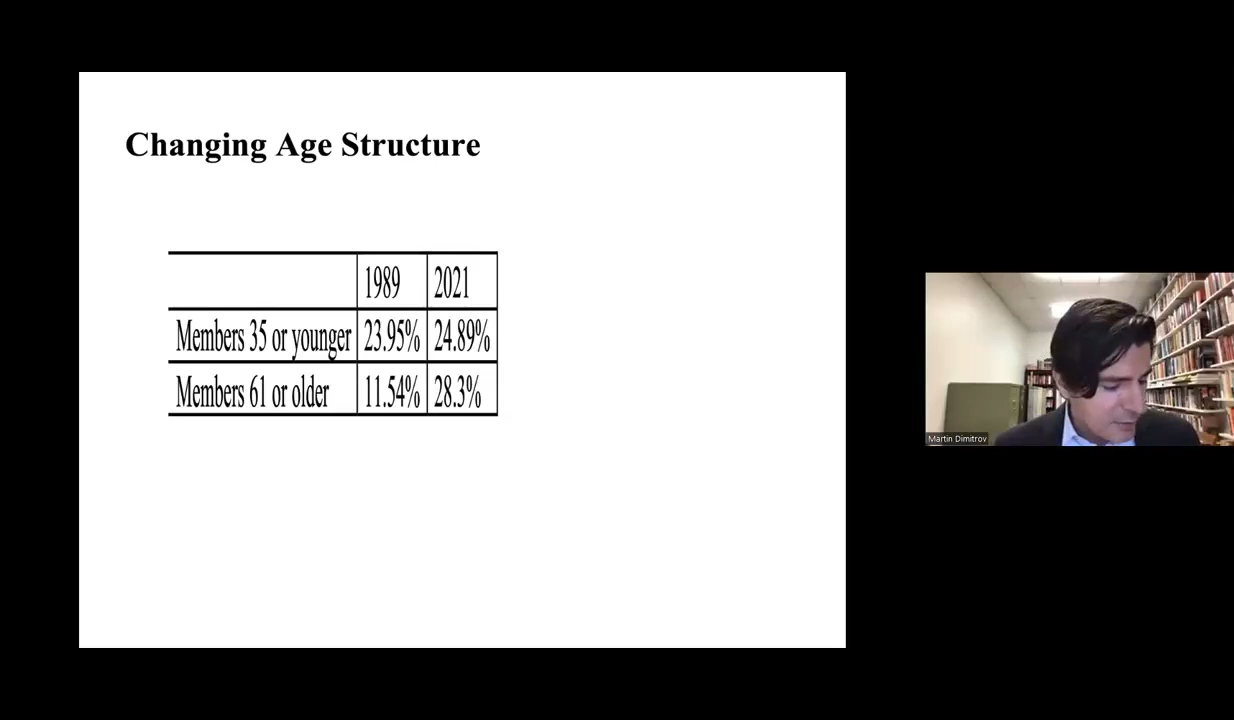 Changing Age Structure
1989 2021
Members 35 or younger 23.95% 24.89%
Members 61 or older 11.54% 28.3%
Martin Dimitrov